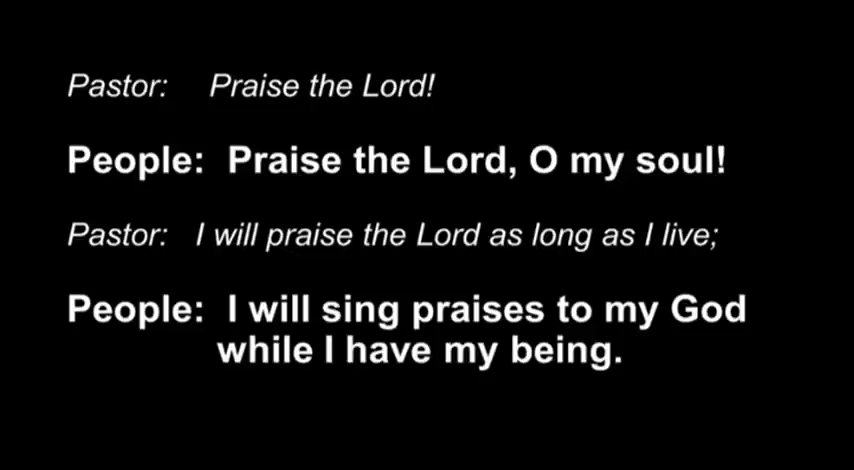 Pastor: Praise the Lord!
People: Praise the Lord, O my soul!
Pastor: I will praise the Lord as long as I live;
People: I will sing praises to my God
while I have my being.